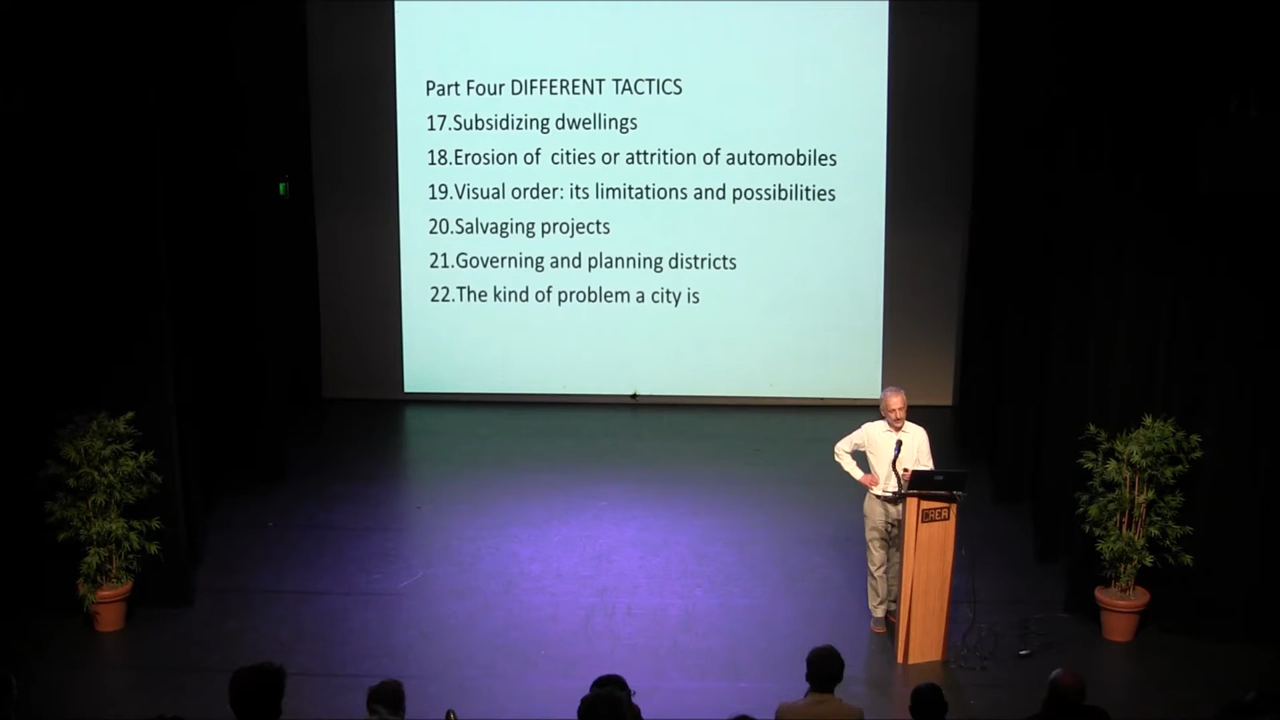 Part Four DIFFERENT TACTICS
17.Subsidizing dwellings
18.Erosion of cities or attrition of automobiles
19.Visual order: its limitations and possibilities
20.Salvaging projects
21.Governing and planning districts
22.The kind of problem a city is
CREA